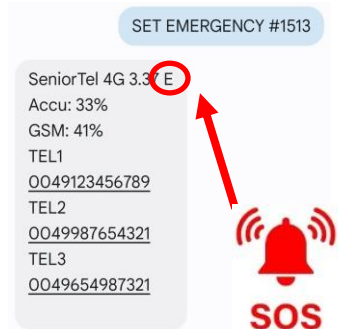 SET EMERGENCY #1513
SeniorTel 4G 3.37 E
Accu: 33%
GSM: 41%
TEL1
0049123456789
TEL2
0049987654321
TEL3
0049654987321
SOS